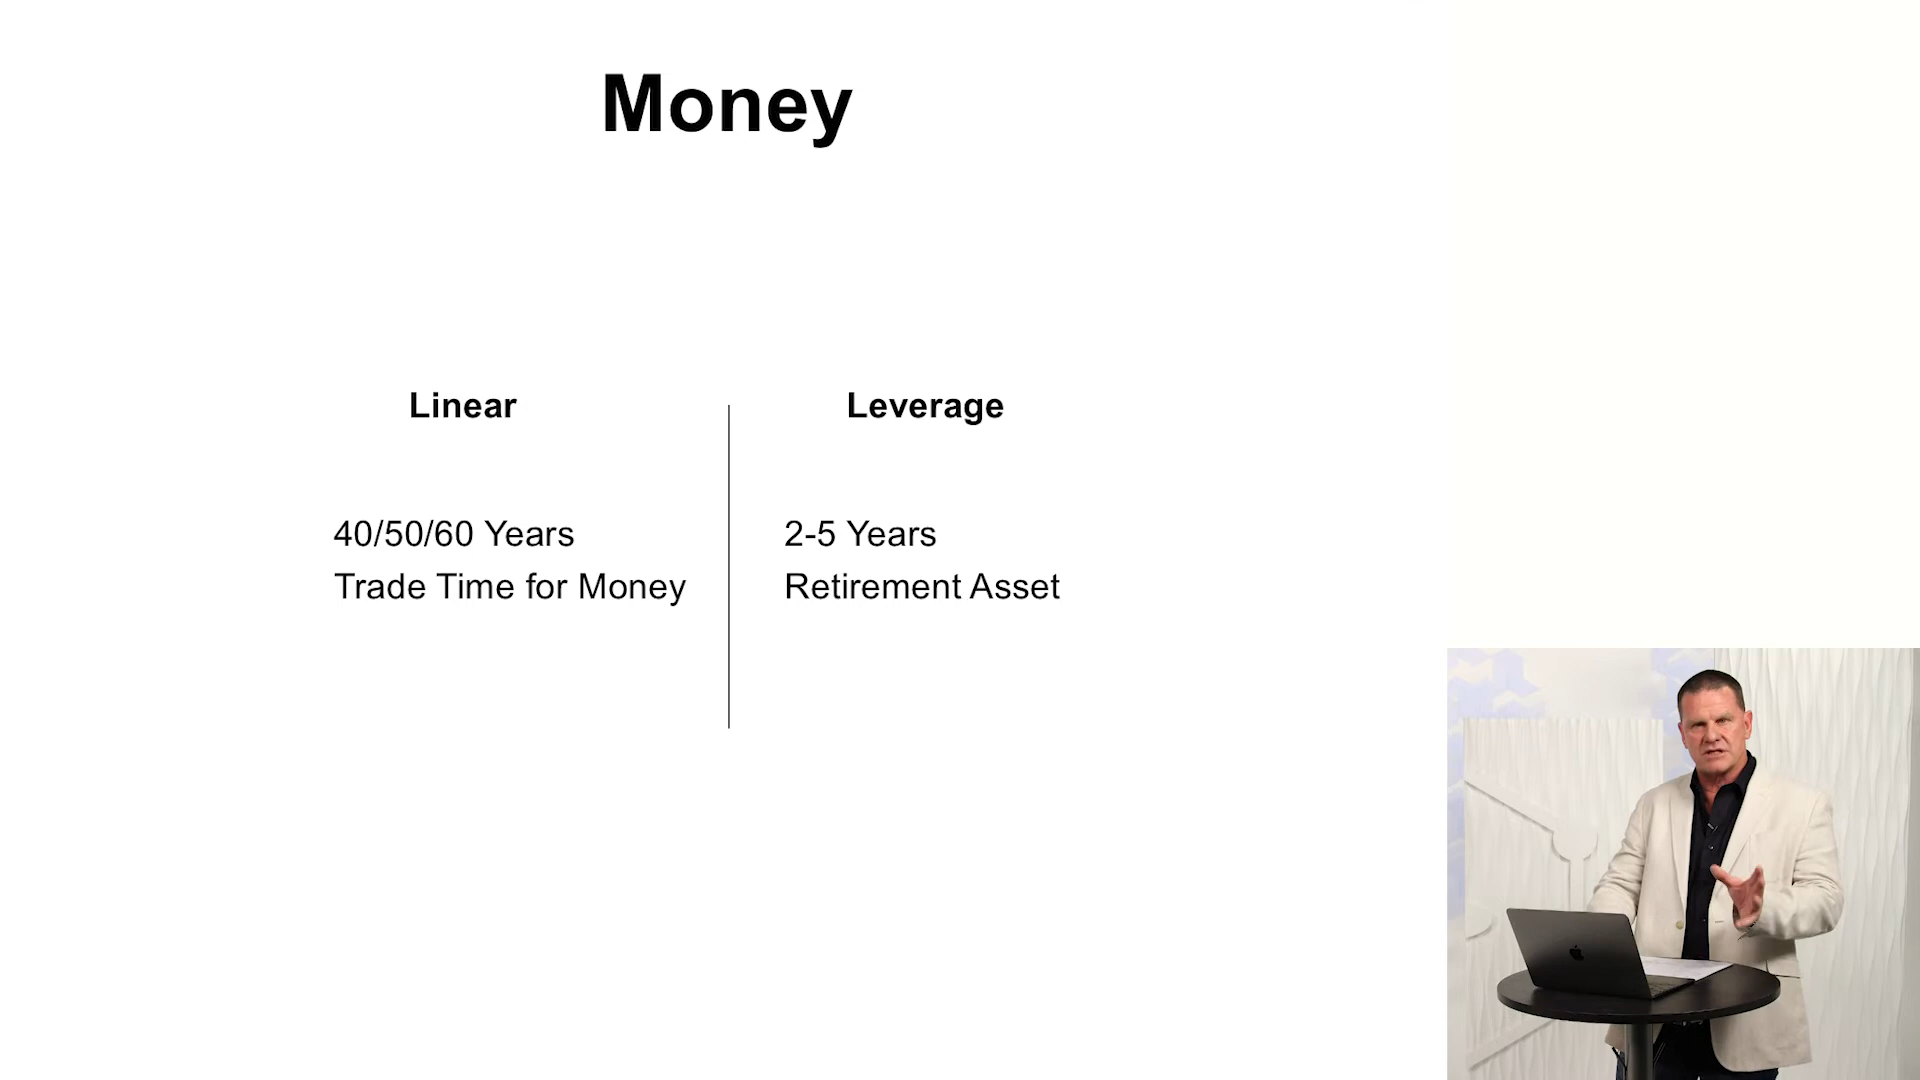 Money
Linear
Leverage
40/50/60 Years
Trade Time for Money
2-5 Years
Retirement Asset